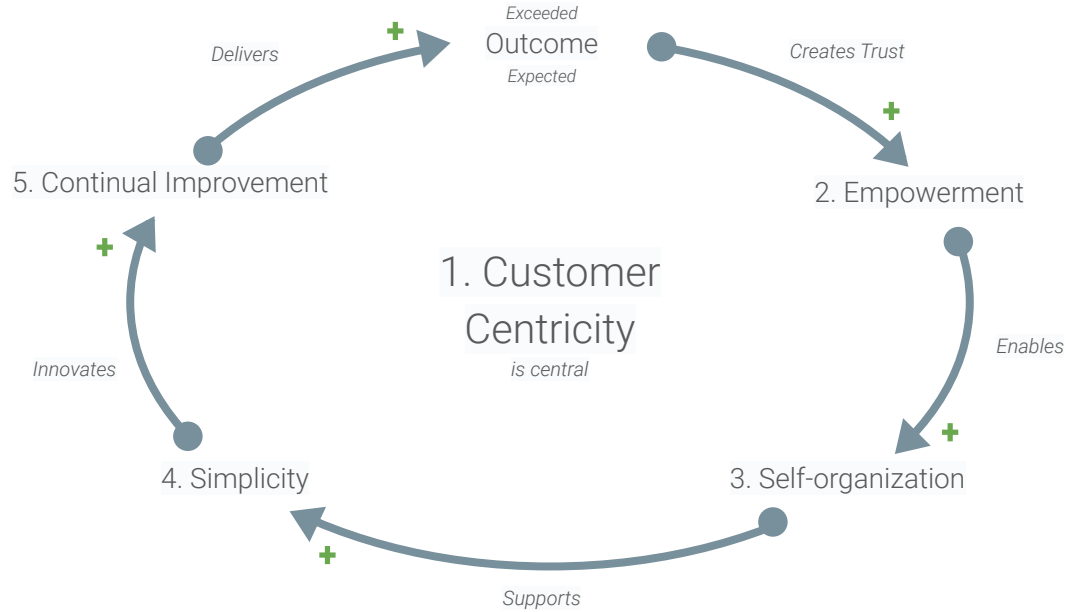 Exceeded
Outcome
Expected
Creates Trust
2. Empowerment
Enables
3. Self-organization
Supports
4. Simplicity
Innovates
5. Continual Improvement
Delivers
1. Customer
Centricity
is central